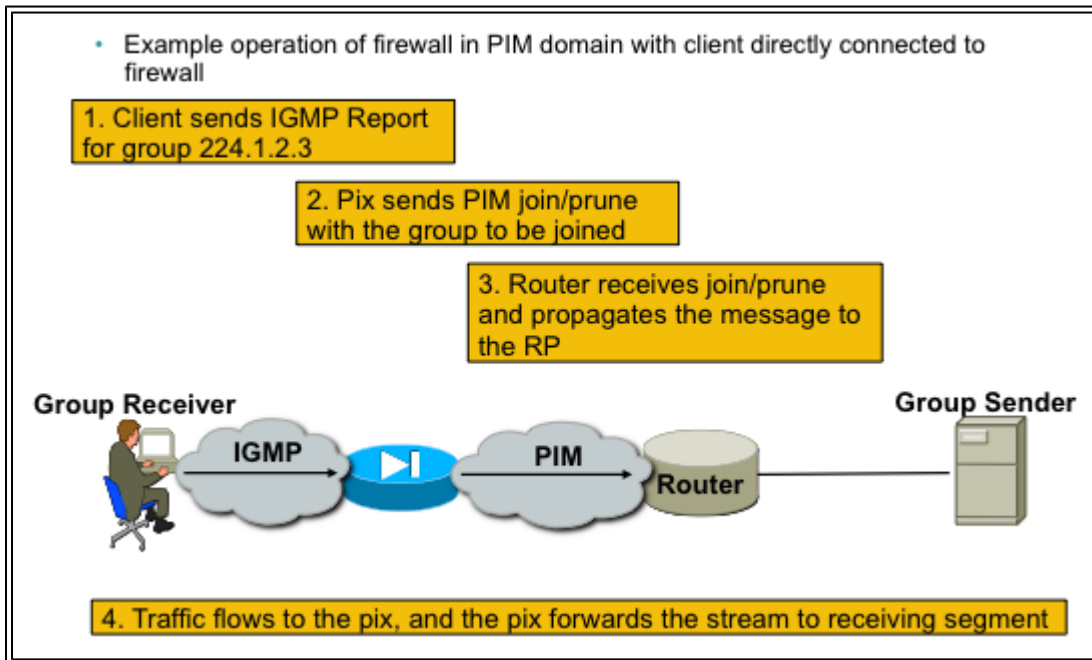 • Example operation of firewall in PIM domain with client directly connected to
firewall
1. Client sends IGMP Report
for group 224.1.2.3
2. Pix sends PIM join/prune
with the group to be joined
3. Router receives join/prune
and propagates the message to
the RP
Group Receiver
Group Sender
IGMP
PIM
Router
4. Traffic flows to the pix, and the pix forwards the stream to receiving segment